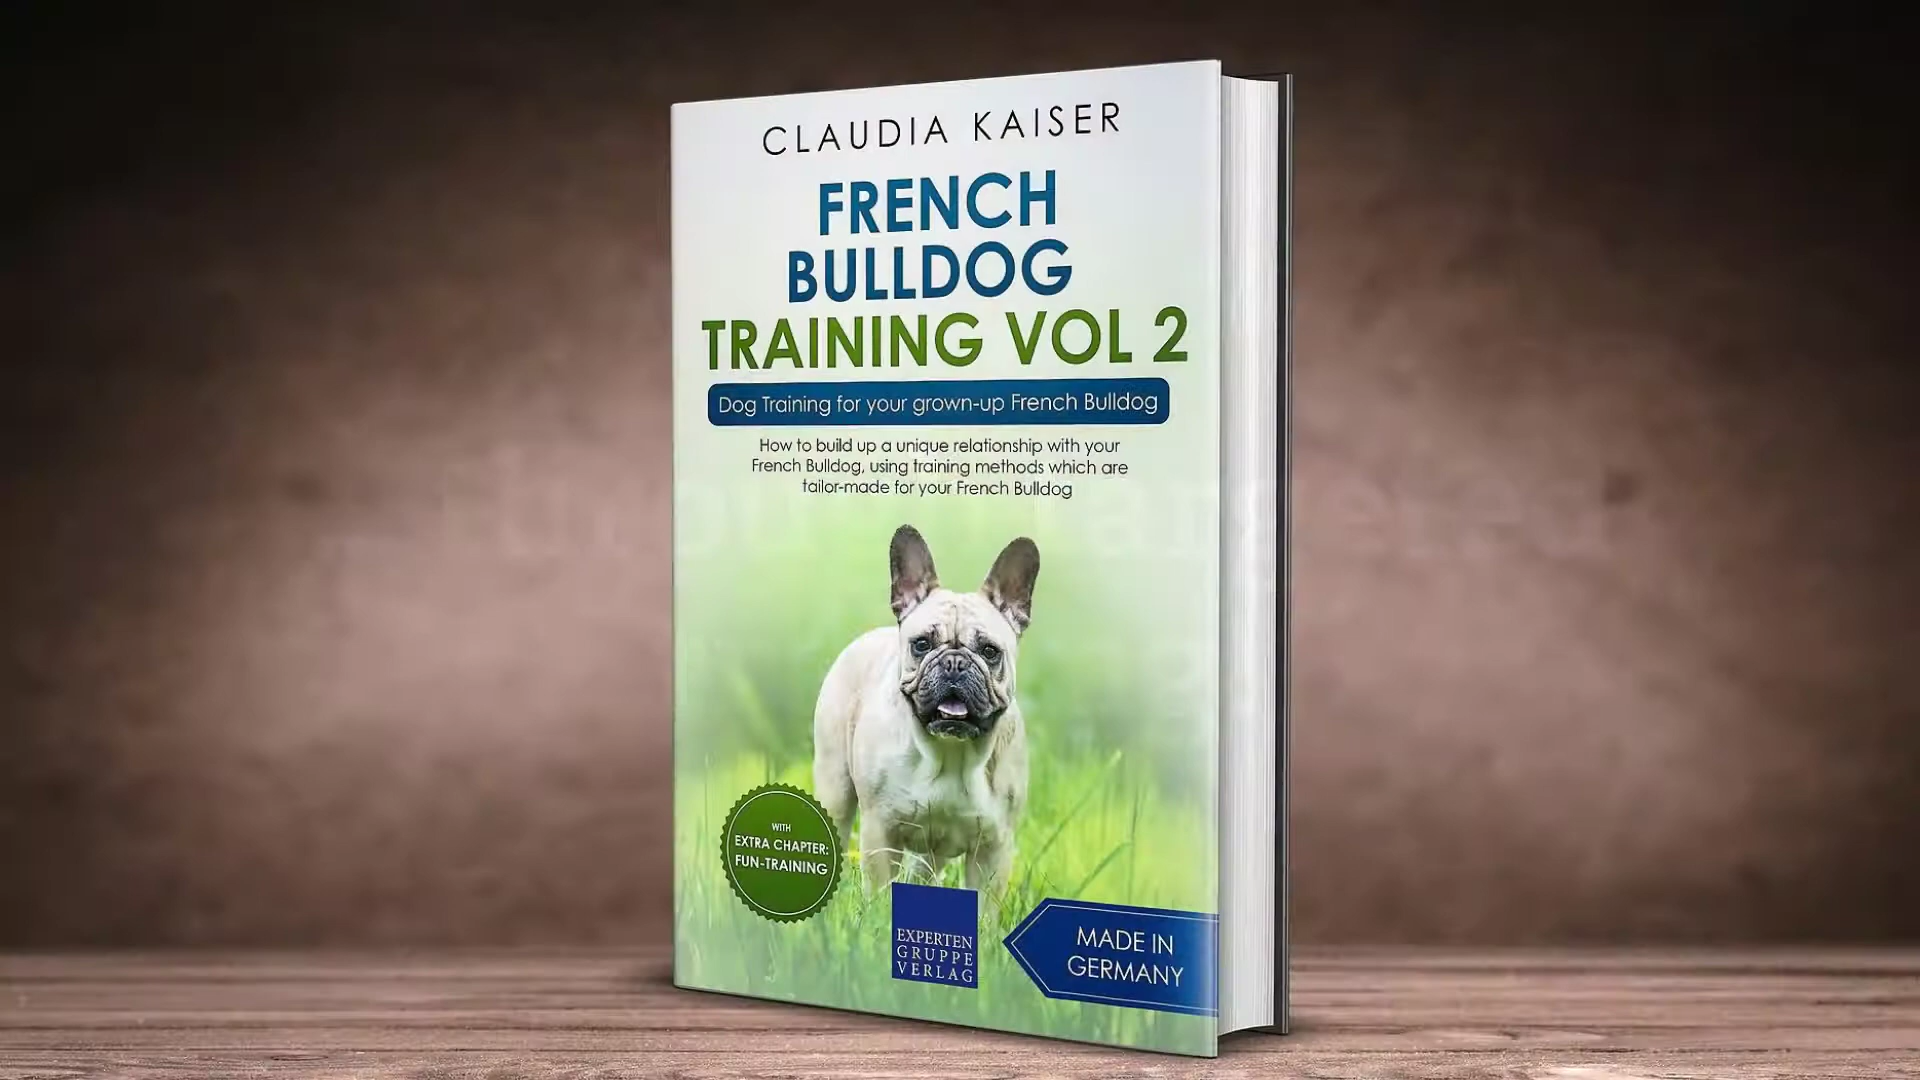 CLAUDIA KAISER
FRENCH
BULLDOG
TRAINING VOL 2
Dog Training for your grown-up French Bulldog
How to build up a unique relationship with your
French Bulldog, using training methods which are
tailor-made for your French Bulldog
WITH
EXTRA CHAPTER:
FUN-TRAINING
EXPERTEN
GRUPPE
VERLAG
MADE IN
GERMANY